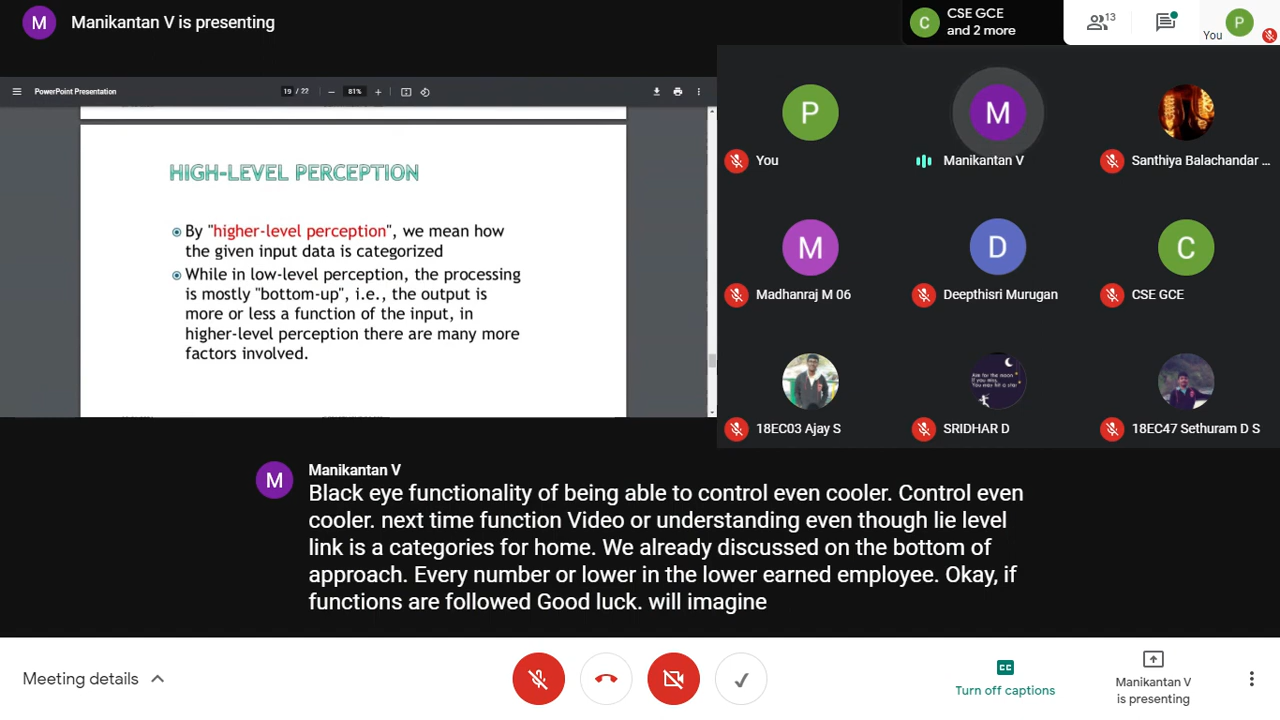 M Manikantan V is presenting
C CSE GCE
and 2 more
13
You P
PowerPoint Presentation 19 / 22 − 81% +
HIGH-LEVEL PERCEPTION
By "higher-level perception", we mean how
the given input data is categorized
While in low-level perception, the processing
is mostly "bottom-up", i.e., the output is
more or less a function of the input, in
higher-level perception there are many more
factors involved.
P M
You Manikantan V Santhiya Balachandar ...
M D C
Madhanraj M 06 Deepthisri Murugan CSE GCE
18EC03 Ajay S SRIDHAR D 18EC47 Sethuram D S
Manikantan V
M
Black eye functionality of being able to control even cooler. Control even
cooler. next time function Video or understanding even though lie level
link is a categories for home. We already discussed on the bottom of
approach. Every number or lower in the lower earned employee. Okay, if
functions are followed Good luck. will imagine
Meeting details
CC
Turn off captions
Manikantan V
is presenting